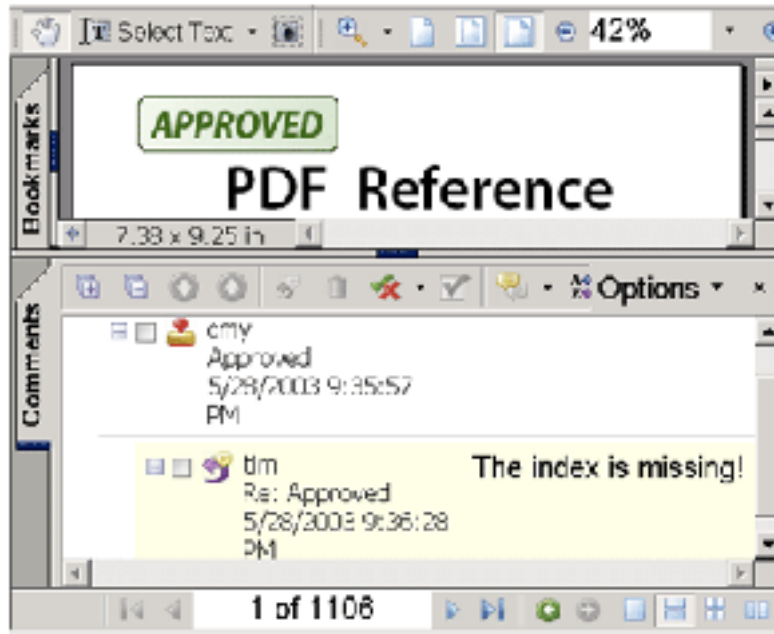 Select Text
42%
Bookmarks
APPROVED
PDF Reference
7.38 x 9.25 in
Options
Comments
cmy
Approved
5/28/2003 9:35:57
PM
tim
The index is missing!
Re: Approved
5/28/2003 9:36:28
PM
1 of 1106